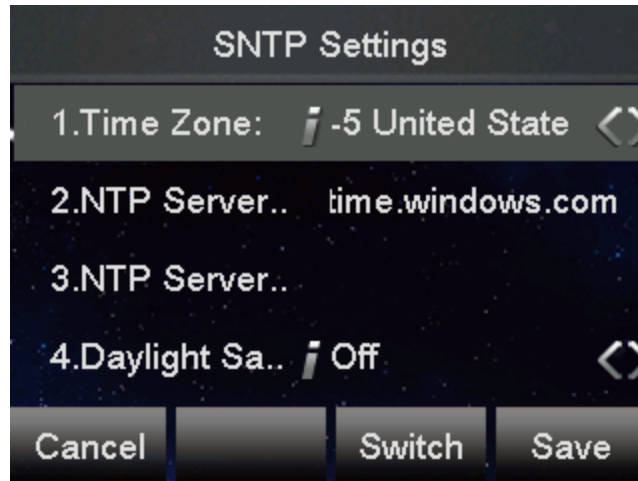 SNTP Settings
1.Time Zone: i -5 United State
2.NTP Server.. time.windows.com
3.NTP Server..
4.Daylight Sa.. i Off
Cancel Switch Save